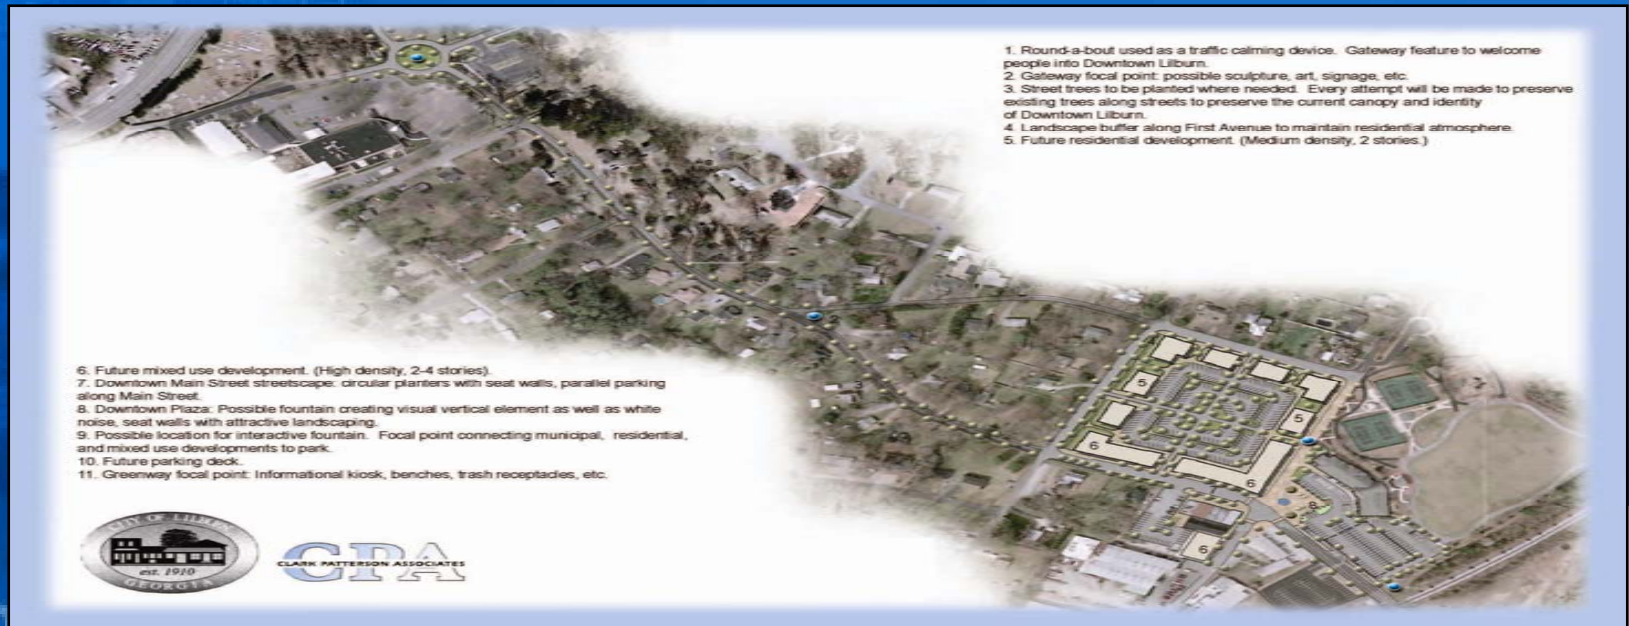 1. Round-a-bout used as a traffic calming device. Gateway feature to welcome
people into Downtown Lilburn.
2. Gateway focal point: possible sculpture, art, signage, etc.
3. Street trees to be planted where needed. Every attempt will be made to preserve
existing trees along streets to preserve the current canopy and identity
of Downtown Lilburn.
4. Landscape buffer along First Avenue to maintain residential atmosphere.
5. Future residential development. (Medium density, 2 stories.)
2
3
5
5
6
6
8
6
6. Future mixed use development. (High density, 2-4 stories).
7. Downtown Main Street streetscape: circular planters with seat walls, parallel parking
along Main Street.
8. Downtown Plaza: Possible fountain creating visual vertical element as well as white
noise, seat walls with attractive landscaping.
9. Possible location for interactive fountain. Focal point connecting municipal, residential,
and mixed use developments to park.
10. Future parking deck.
11. Greenway focal point: Informational kiosk, benches, trash receptacles, etc.
CITY OF LILBURN
est. 1910
GEORGIA
CPA
CLARK PATTERSON ASSOCIATES